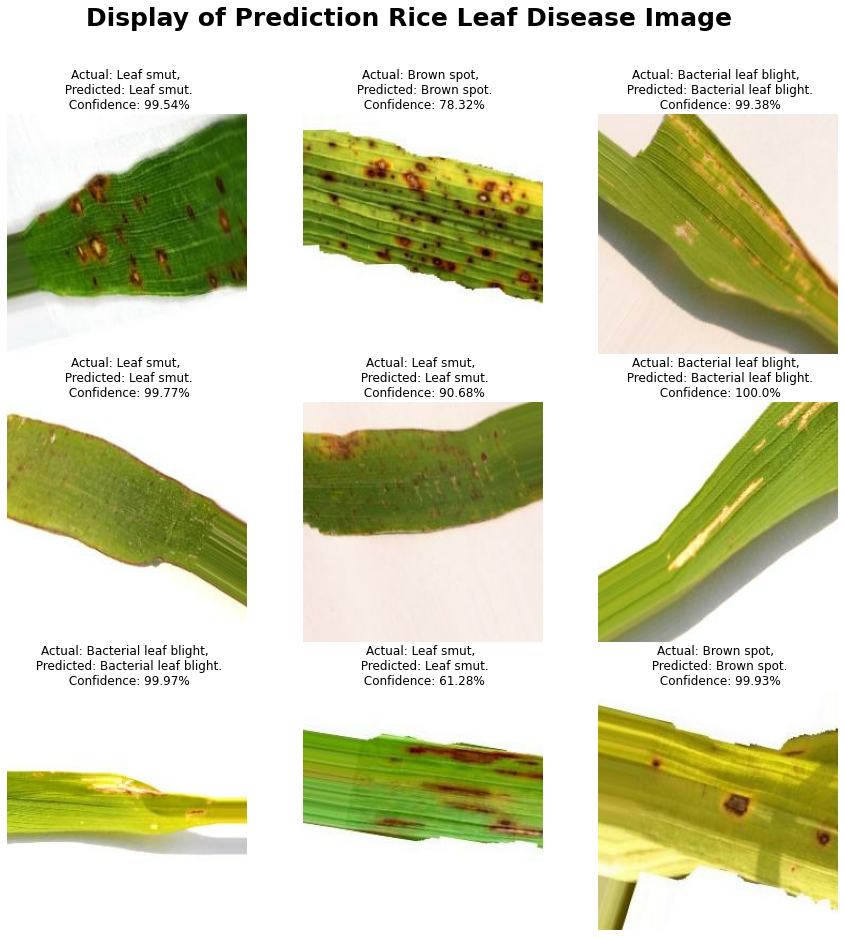 Display of Prediction Rice Leaf Disease Image
Actual: Leaf smut,
Predicted: Leaf smut.
Confidence: 99.54%
Actual: Brown spot,
Predicted: Brown spot.
Confidence: 78.32%
Actual: Bacterial leaf blight,
Predicted: Bacterial leaf blight.
Confidence: 99.38%
Actual: Leaf smut,
Predicted: Leaf smut.
Confidence: 99.77%
Actual: Leaf smut,
Predicted: Leaf smut.
Confidence: 90.68%
Actual: Bacterial leaf blight,
Predicted: Bacterial leaf blight.
Confidence: 100.0%
Actual: Bacterial leaf blight,
Predicted: Bacterial leaf blight.
Confidence: 99.97%
Actual: Leaf smut,
Predicted: Leaf smut.
Confidence: 61.28%
Actual: Brown spot,
Predicted: Brown spot.
Confidence: 99.93%